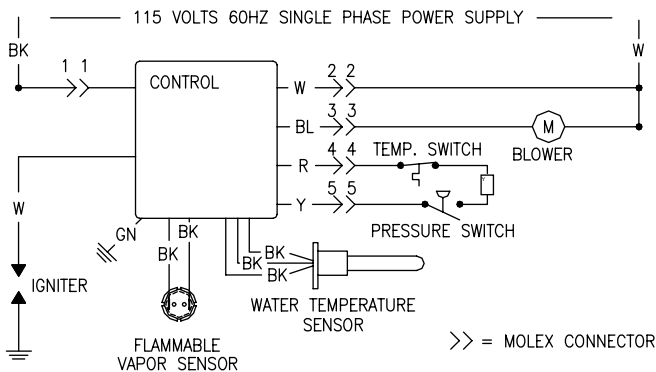 115 VOLTS 60HZ SINGLE PHASE POWER SUPPLY
BK
W
1 1
CONTROL
W
2 2
BL
3 3
M
BLOWER
R
4 4
TEMP. SWITCH
Y
5 5
PRESSURE SWITCH
W
GN
BK
BK
BK
BK
BK
IGNITER
WATER TEMPERATURE
SENSOR
FLAMMABLE
VAPOR SENSOR
>> = MOLEX CONNECTOR